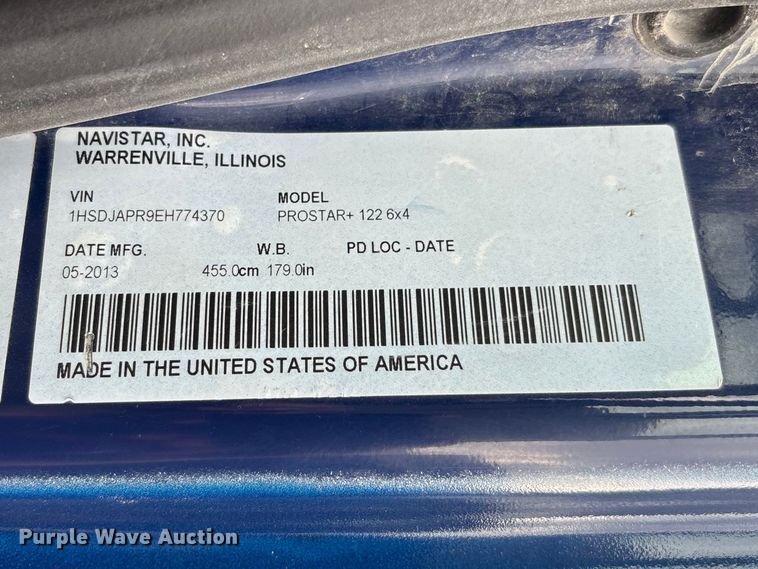 NAVISTAR, INC.
WARRENVILLE, ILLINOIS
VIN MODEL
1HSDJAPR9EH774370 PROSTAR+ 122 6x4
DATE MFG. W.B. PD LOC - DATE
05-2013 455.0cm 179.0in
MADE IN THE UNITED STATES OF AMERICA
Purple Wave Auction